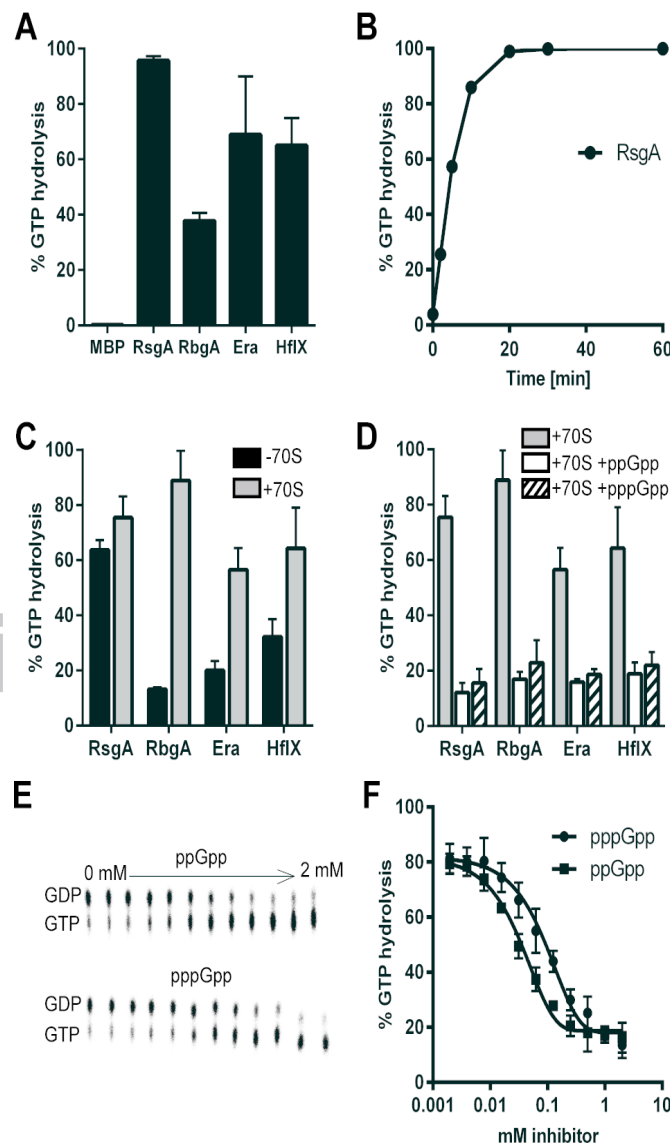 A
% GTP hydrolysis
100
80
60
40
20
0
MBP RsgA RbgA Era HflX
B
% GTP hydrolysis
100
80
60
40
20
0
RsgA
0 20 40 60
Time [min]
C
% GTP hydrolysis
100
80
60
40
20
0
-70S
+70S
RsgA RbgA Era HflX
D
% GTP hydrolysis
100
80
60
40
20
0
+70S
+70S +ppGpp
+70S +pppGpp
RsgA RbgA Era HflX
E
ppGpp
0 mM 2 mM
GDP
GTP
pppGpp
GDP
GTP
F
% GTP hydrolysis
100
80
60
40
20
0
pppGpp
ppGpp
0.001 0.01 0.1 1 10
mM inhibitor